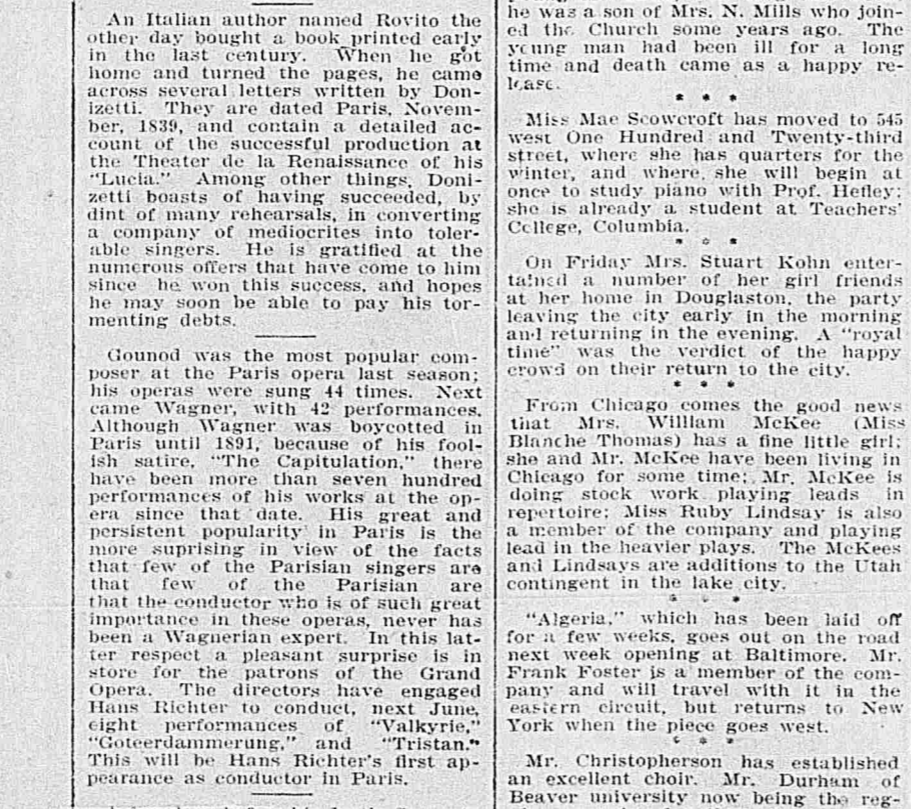 An Italian author named Rovito the
other day bought a book printed early
in the last century. When he got
home and turned the pages, he came
across several letters written by Don-
izetti. They are dated Paris, Novem-
ber, 1839, and contain a detailed ac-
count of the successful production at
the Theater de la Renaissance of his
"Lucia." Among other things, Doni-
zetti boasts of having succeeded, by
dint of many rehearsals, in converting
a company of mediocrites into toler-
able singers. He is gratified at the
numerous offers that have come to him
since he won this success, and hopes
he may soon be able to pay his tor-
menting debts.
Gounod was the most popular com-
poser at the Paris opera last season;
his operas were sung 44 times. Next
came Wagner, with 42 performances.
Although Wagner was boycotted in
Paris until 1891, because of his fool-
ish satire, "The Capitulation," there
have been more than seven hundred
performances of his works at the op-
era since that date. His great and
persistent popularity in Paris is the
more suprising in view of the facts
that few of the Parisian singers are
that few of the Parisian are
that the conductor who is of such great
importance in these operas, never has
been a Wagnerian expert. In this lat-
ter respect a pleasant surprise is in
store for the patrons of the Grand
Opera. The directors have engaged
Hans Richter to conduct, next June,
eight performances of "Valkyrie,"
"Goteerdammerung," and "Tristan."
This will be Hans Richter's first ap-
pearance as conductor in Paris.
he was a son of Mrs. N. Mills who join-
ed the Church some years ago. The
young man had been ill for a long
time and death came as a happy re-
lease.
* * *
Miss Mae Scowcroft has moved to 545
west One Hundred and Twenty-third
street, where she has quarters for the
winter, and where she will begin at
once to study piano with Prof. Hefley;
she is already a student at Teachers'
College, Columbia.
* * *
On Friday Mrs. Stuart Kohn enter-
tained a number of her girl friends
at her home in Douglaston, the party
leaving the city early in the morning
and returning in the evening. A "royal
time" was the verdict of the happy
crowd on their return to the city.
* * *
From Chicago comes the good news
that Mrs. William McKee (Miss
Blanche Thomas) has a fine little girl;
she and Mr. McKee have been living in
Chicago for some time; Mr. McKee is
doing stock work playing leads in
repertoire; Miss Ruby Lindsay is also
a member of the company and playing
lead in the heavier plays. The McKees
and Lindsays are additions to the Utah
contingent in the lake city.
* * *
"Algeria," which has been laid off
for a few weeks, goes out on the road
next week opening at Baltimore. Mr.
Frank Foster is a member of the com-
pany and will travel with it in the
eastern circuit, but returns to New
York when the piece goes west.
* * *
Mr. Christopherson has established
an excellent choir. Mr. Durham of
Beaver university now being the reg-